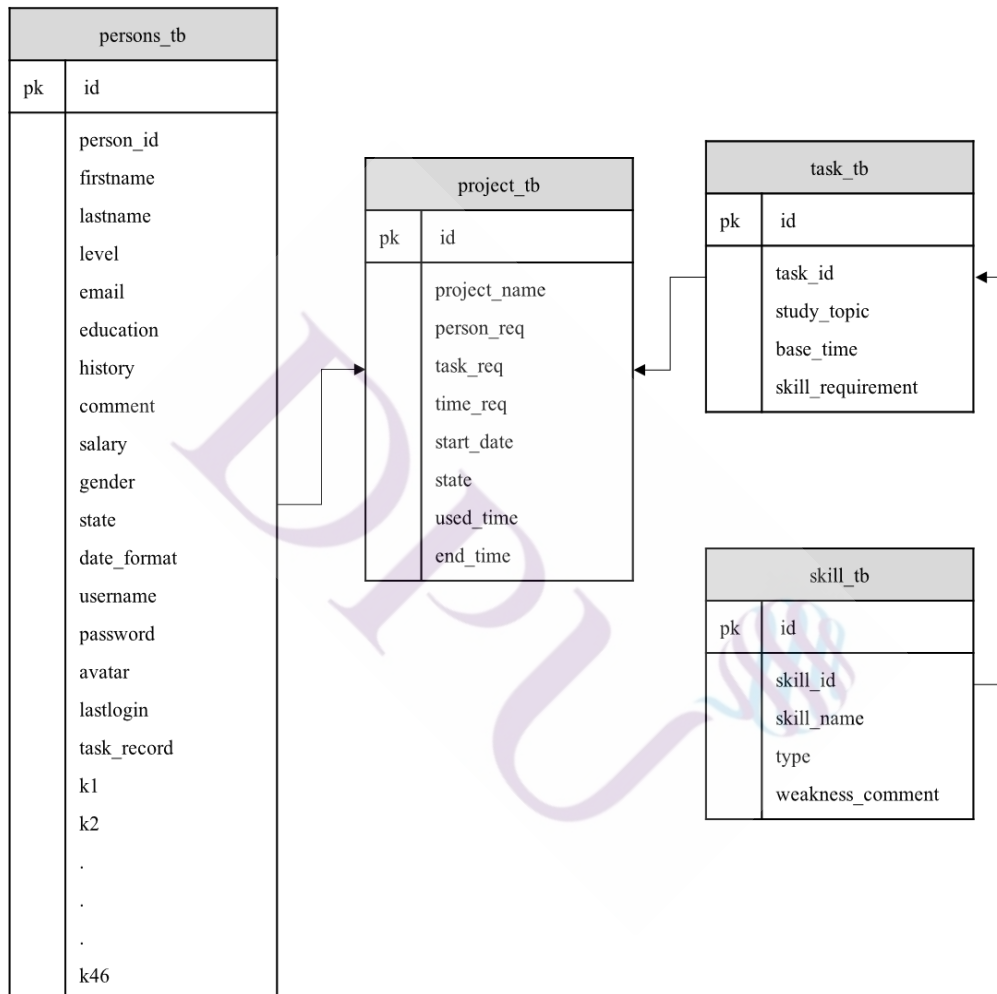 persons_tb
pk id
person_id
firstname
lastname
level
email
education
history
comment
salary
gender
state
date_format
username
password
avatar
lastlogin
task_record
k1
k2
.
.
.
k46
project_tb
pk id
project_name
person_req
task_req
time_req
start_date
state
used_time
end_time
task_tb
pk id
task_id
study_topic
base_time
skill_requirement
skill_tb
pk id
skill_id
skill_name
type
weakness_comment
DPU